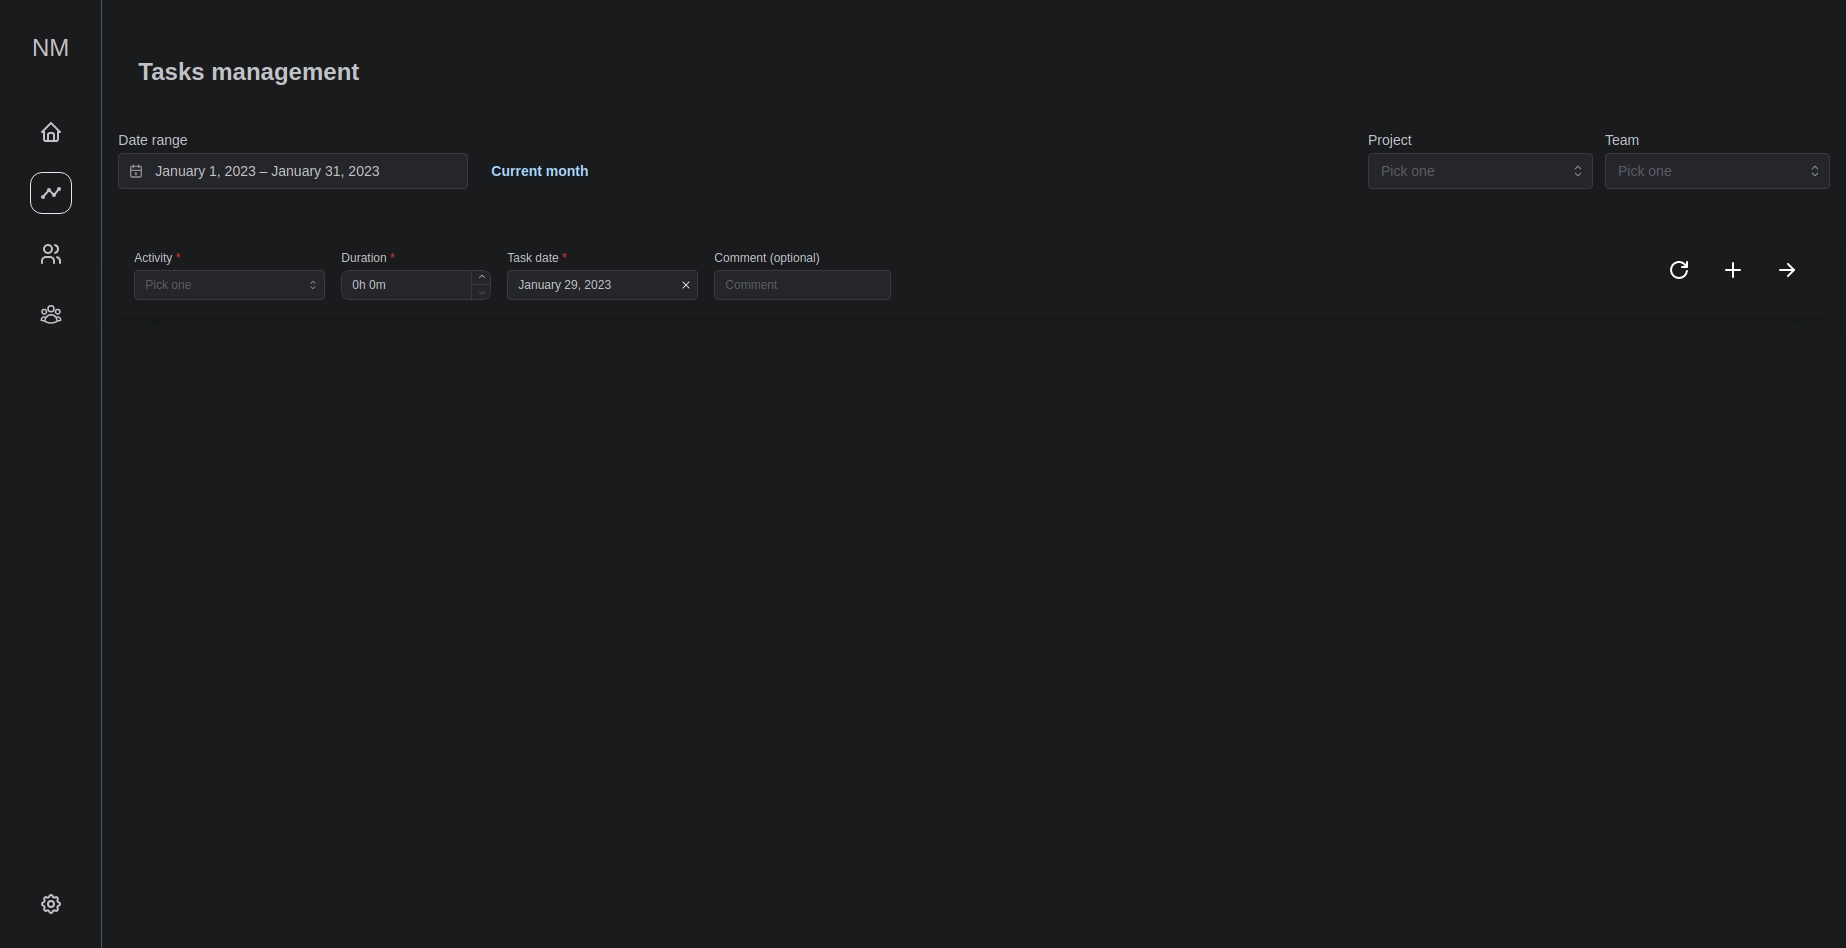 NM
Tasks management
Date range
January 1, 2023 – January 31, 2023
Current month
Project
Pick one
Team
Pick one
Activity *
Pick one
Duration *
0h 0m
Task date *
January 29, 2023
Comment (optional)
Comment